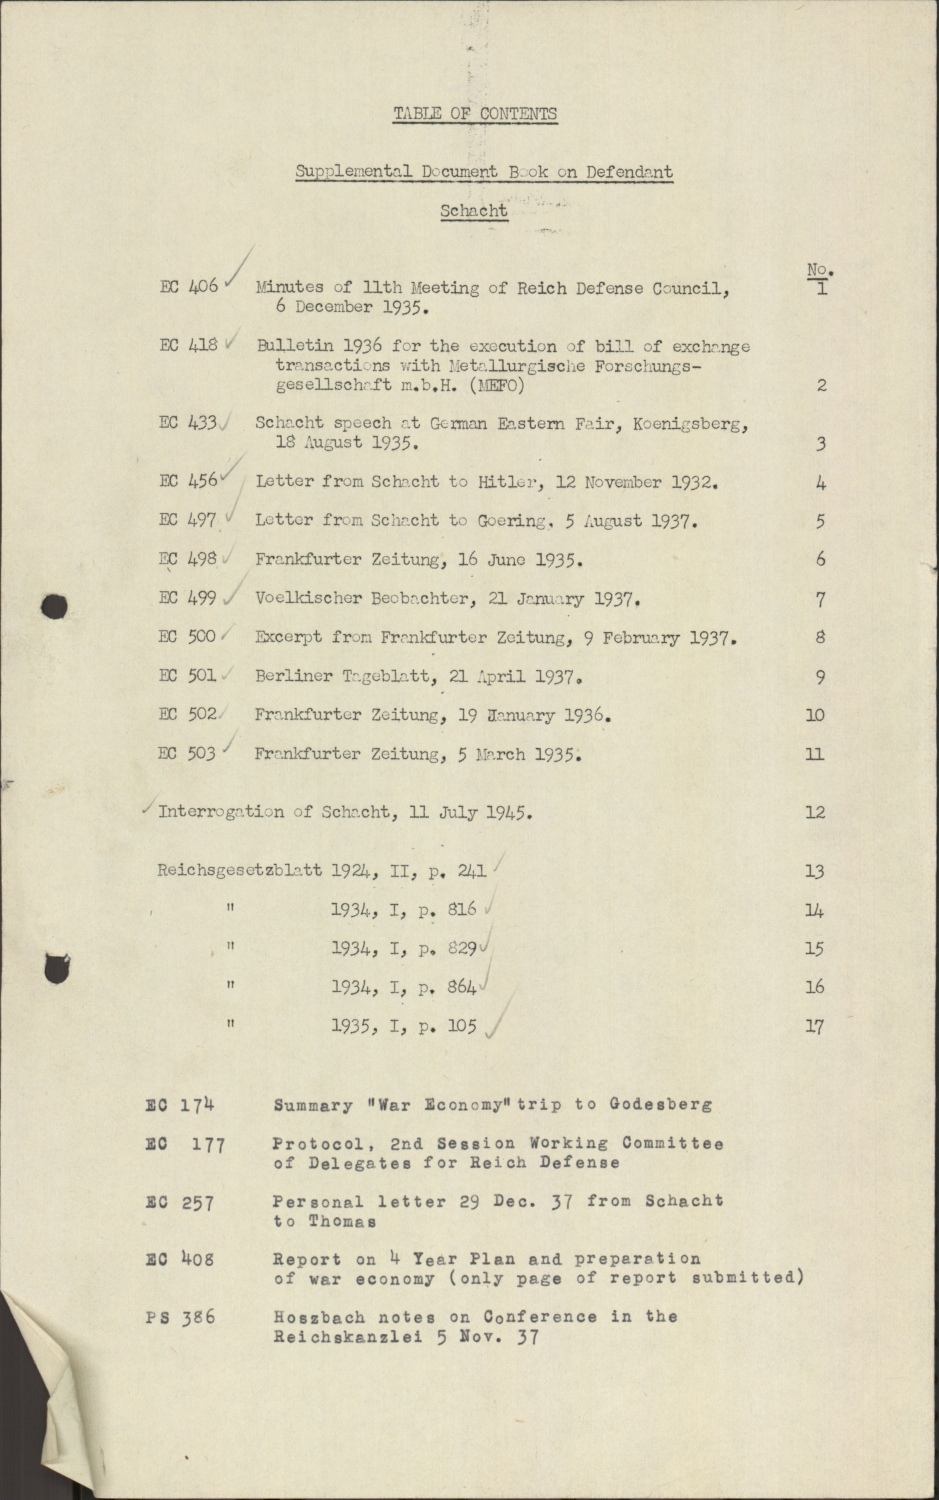 TABLE OF CONTENTS
Supplemental Document Book on Defendant
Schacht
No.
EC 406 Minutes of 11th Meeting of Reich Defense Council, 1
6 December 1935.
EC 418 Bulletin 1936 for the execution of bill of exchange
transactions with Metallurgische Forschungs-
gesellschaft m.b.H. (MEFO) 2
EC 433 Schacht speech at German Eastern Fair, Koenigsberg,
18 August 1935. 3
EC 456 Letter from Schacht to Hitler, 12 November 1932. 4
EC 497 Letter from Schacht to Goering, 5 August 1937. 5
EC 498 Frankfurter Zeitung, 16 June 1935. 6
EC 499 Voelkischer Beobachter, 21 January 1937. 7
EC 500 Excerpt from Frankfurter Zeitung, 9 February 1937. 8
EC 501 Berliner Tageblatt, 21 April 1937. 9
EC 502 Frankfurter Zeitung, 19 January 1936. 10
EC 503 Frankfurter Zeitung, 5 March 1935. 11
Interrogation of Schacht, 11 July 1945. 12
Reichsgesetzblatt 1924, II, p. 241 13
" 1934, I, p. 816 14
" 1934, I, p. 829 15
" 1934, I, p. 864 16
" 1935, I, p. 105 17
EC 174 Summary "War Economy" trip to Godesberg
EC 177 Protocol, 2nd Session Working Committee
of Delegates for Reich Defense
EC 257 Personal letter 29 Dec. 37 from Schacht
to Thomas
EC 408 Report on 4 Year Plan and preparation
of war economy (only page of report submitted)
PS 386 Hoszbach notes on Conference in the
Reichskanzlei 5 Nov. 37